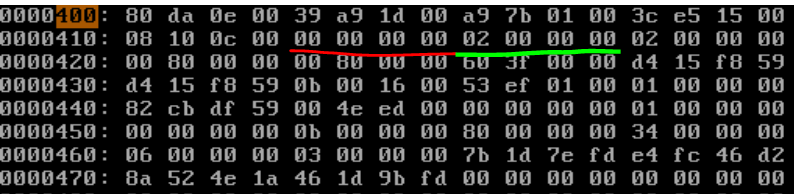 0000400: 80 da 0e 00 39 a9 1d 00 a9 7b 01 00 3c e5 15 00
0000410: 08 10 0c 00 00 00 00 00 02 00 00 00 02 00 00 00
0000420: 00 80 00 00 00 80 00 00 60 3f 00 00 d4 15 f8 59
0000430: d4 15 f8 59 0b 00 16 00 53 ef 01 00 01 00 00 00
0000440: 82 cb df 59 00 4e ed 00 00 00 00 00 01 00 00 00
0000450: 00 00 00 00 0b 00 00 00 80 00 00 00 34 00 00 00
0000460: 06 00 00 00 03 00 00 00 7b 1d 7e fd e4 fc 46 d2
0000470: 8a 52 4e 1a 46 1d 9b fd 00 00 00 00 00 00 00 00